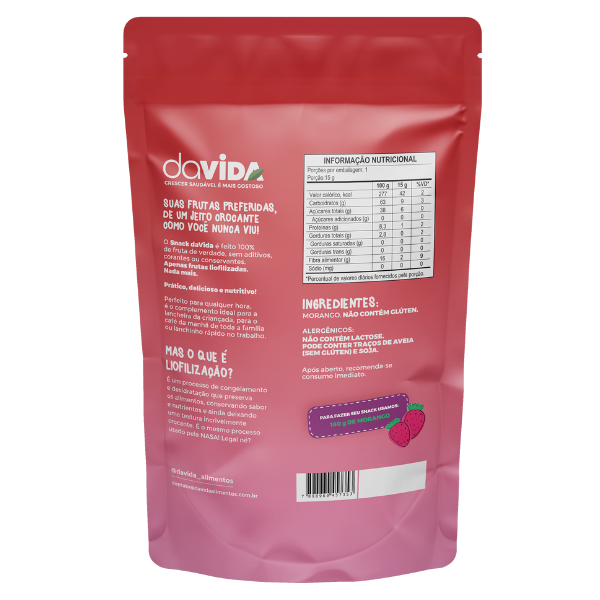 davIDA
CRESCER SAUDÁVEL É MAIS GOSTOSO
SUAS FRUTAS PREFERIDAS,
DE UM JEITO CROCANTE
COMO VOCÊ NUNCA VIU!
O Snack daVida é feito 100%
de fruta de verdade, sem aditivos,
corantes ou conservantes.
Apenas frutas liofilizadas.
Nada mais.
Prático, delicioso e nutritivo!
Perfeito para qualquer hora,
é o complemento ideal para a
lancheira da criançada, para o
café da manhã de toda a família
ou lanchinho rápido no trabalho.
MAS O QUE É
LIOFILIZAÇÃO?
É um processo de congelamento
e desidratação que preserva
os alimentos, conservando sabor
e nutrientes e ainda deixando
uma textura incrivelmente
crocante. É o mesmo processo
usado pela NASA! Legal né?
@davida_alimentos
contato@davidaalimentos.com.br
INFORMAÇÃO NUTRICIONAL
Porções por embalagem: 1
Porção 15 g
100 g 15 g %VD*
Valor calórico, kcal 277 42 2
Carboidratos (g) 63 9 3
Açúcares totais (g) 38 6 0
Açúcares adicionados (g) 0 0 0
Proteínas (g) 8,3 1 2
Gorduras totais (g) 2,8 0 0
Gorduras saturadas (g) 0 0 0
Gorduras trans (g) 0 0 0
Fibra alimentar (g) 15 2 9
Sódio (mg) 0 0 0
*Percentual de valores diários fornecidos pela porção.
INGREDIENTES:
MORANGO. NÃO CONTÉM GLÚTEN.
ALERGÊNICOS:
NÃO CONTÉM LACTOSE.
PODE CONTER TRAÇOS DE AVEIA
(SEM GLÚTEN) E SOJA.
Após aberto, recomenda-se
consumo imediato.
PARA FAZER SEU SNACK USAMOS:
160 g DE MORANGO